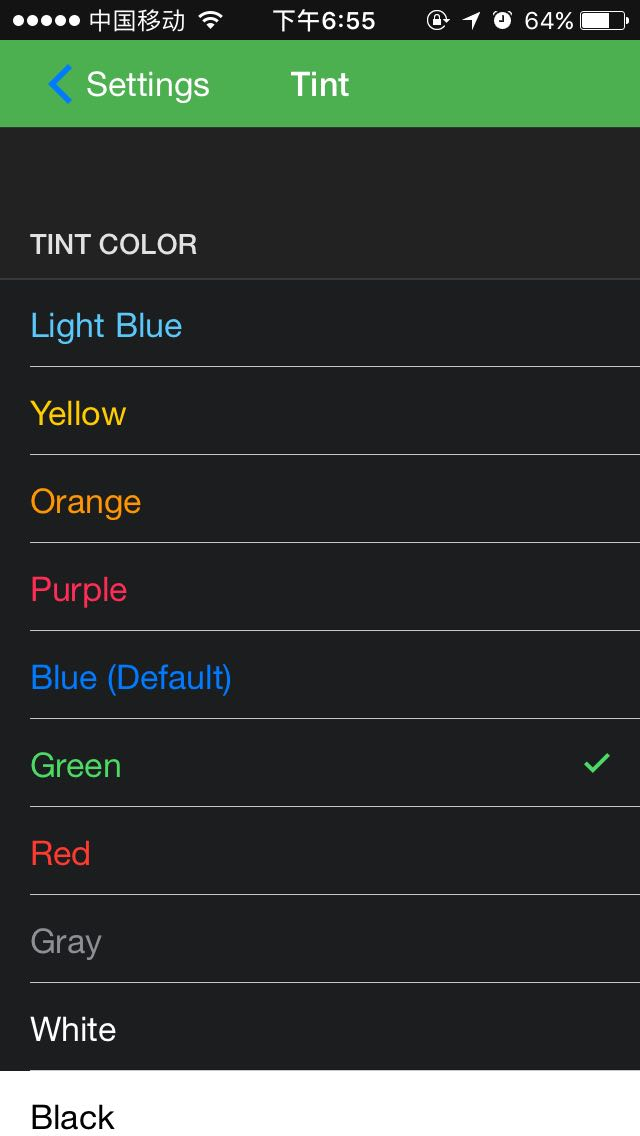 中国移动 下午6:55 64%
Settings Tint
TINT COLOR
Light Blue
Yellow
Orange
Purple
Blue (Default)
Green
Red
Gray
White
Black